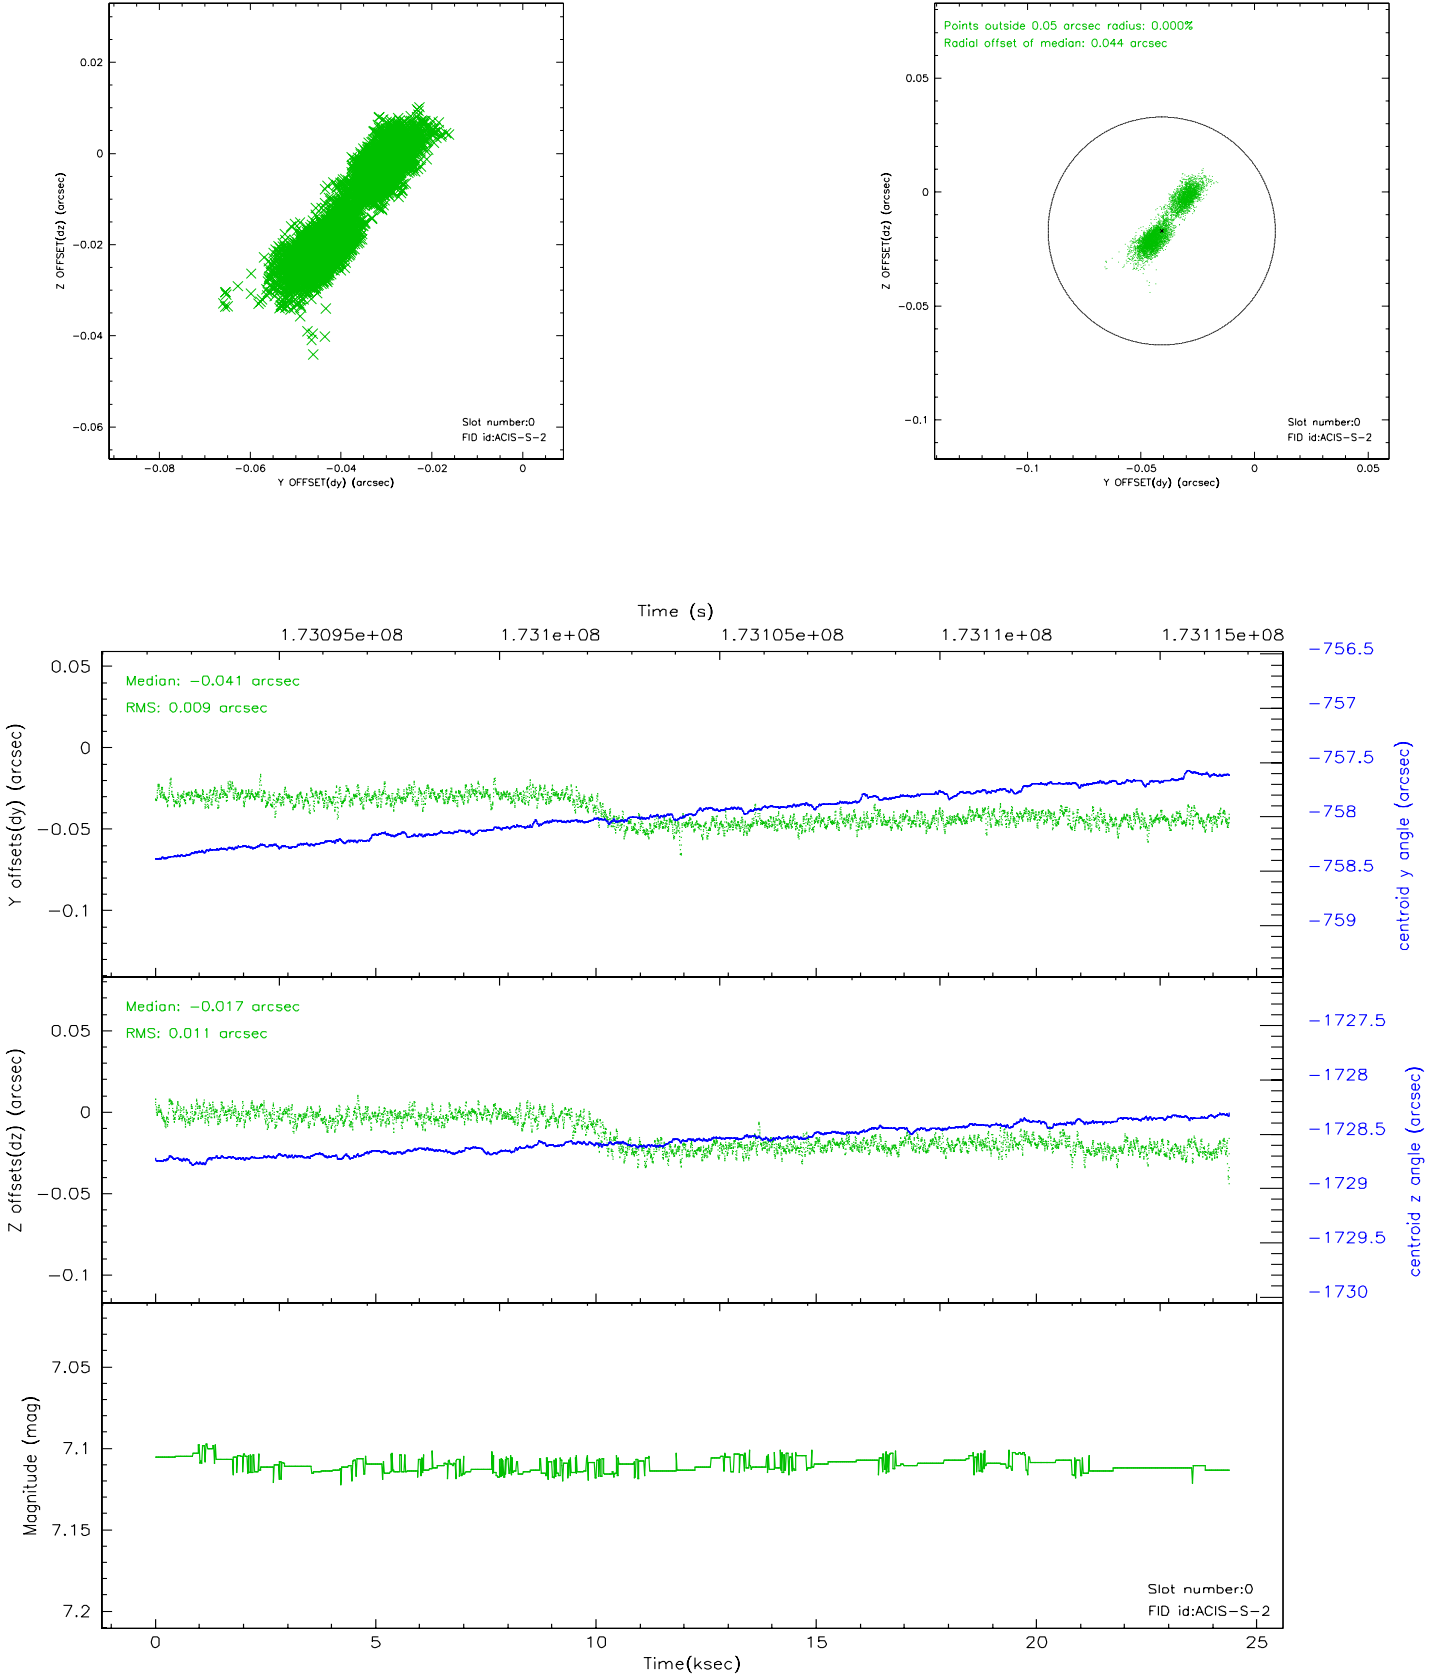 0.02
0
−0.02
−0.04
−0.06
Z OFFSET(dz) (arcsec)
Slot number:0
FID id:ACIS−S−2
−0.08
−0.06
−0.04
−0.02
0
Y OFFSET(dy) (arcsec)
Points outside 0.05 arcsec radius: 0.000%
Radial offset of median: 0.044 arcsec
0.05
0
−0.05
−0.1
Z OFFSET(dz) (arcsec)
Slot number:0
FID id:ACIS−S−2
−0.1
−0.05
0
0.05
Y OFFSET(dy) (arcsec)
Time (s)
1.73095e+08
1.731e+08
1.73105e+08
1.7311e+08
1.73115e+08
Median: −0.041 arcsec
RMS: 0.009 arcsec
0.05
0
−0.05
−0.1
Y offsets(dy) (arcsec)
−756.5
−757
−757.5
−758
−758.5
−759
centroid y angle (arcsec)
Median: −0.017 arcsec
RMS: 0.011 arcsec
0.05
0
−0.05
−0.1
Z offsets(dz) (arcsec)
−1727.5
−1728
−1728.5
−1729
−1729.5
−1730
centroid z angle (arcsec)
7.05
7.1
7.15
7.2
Magnitude (mag)
Slot number:0
FID id:ACIS−S−2
0
5
10
15
20
25
Time(ksec)